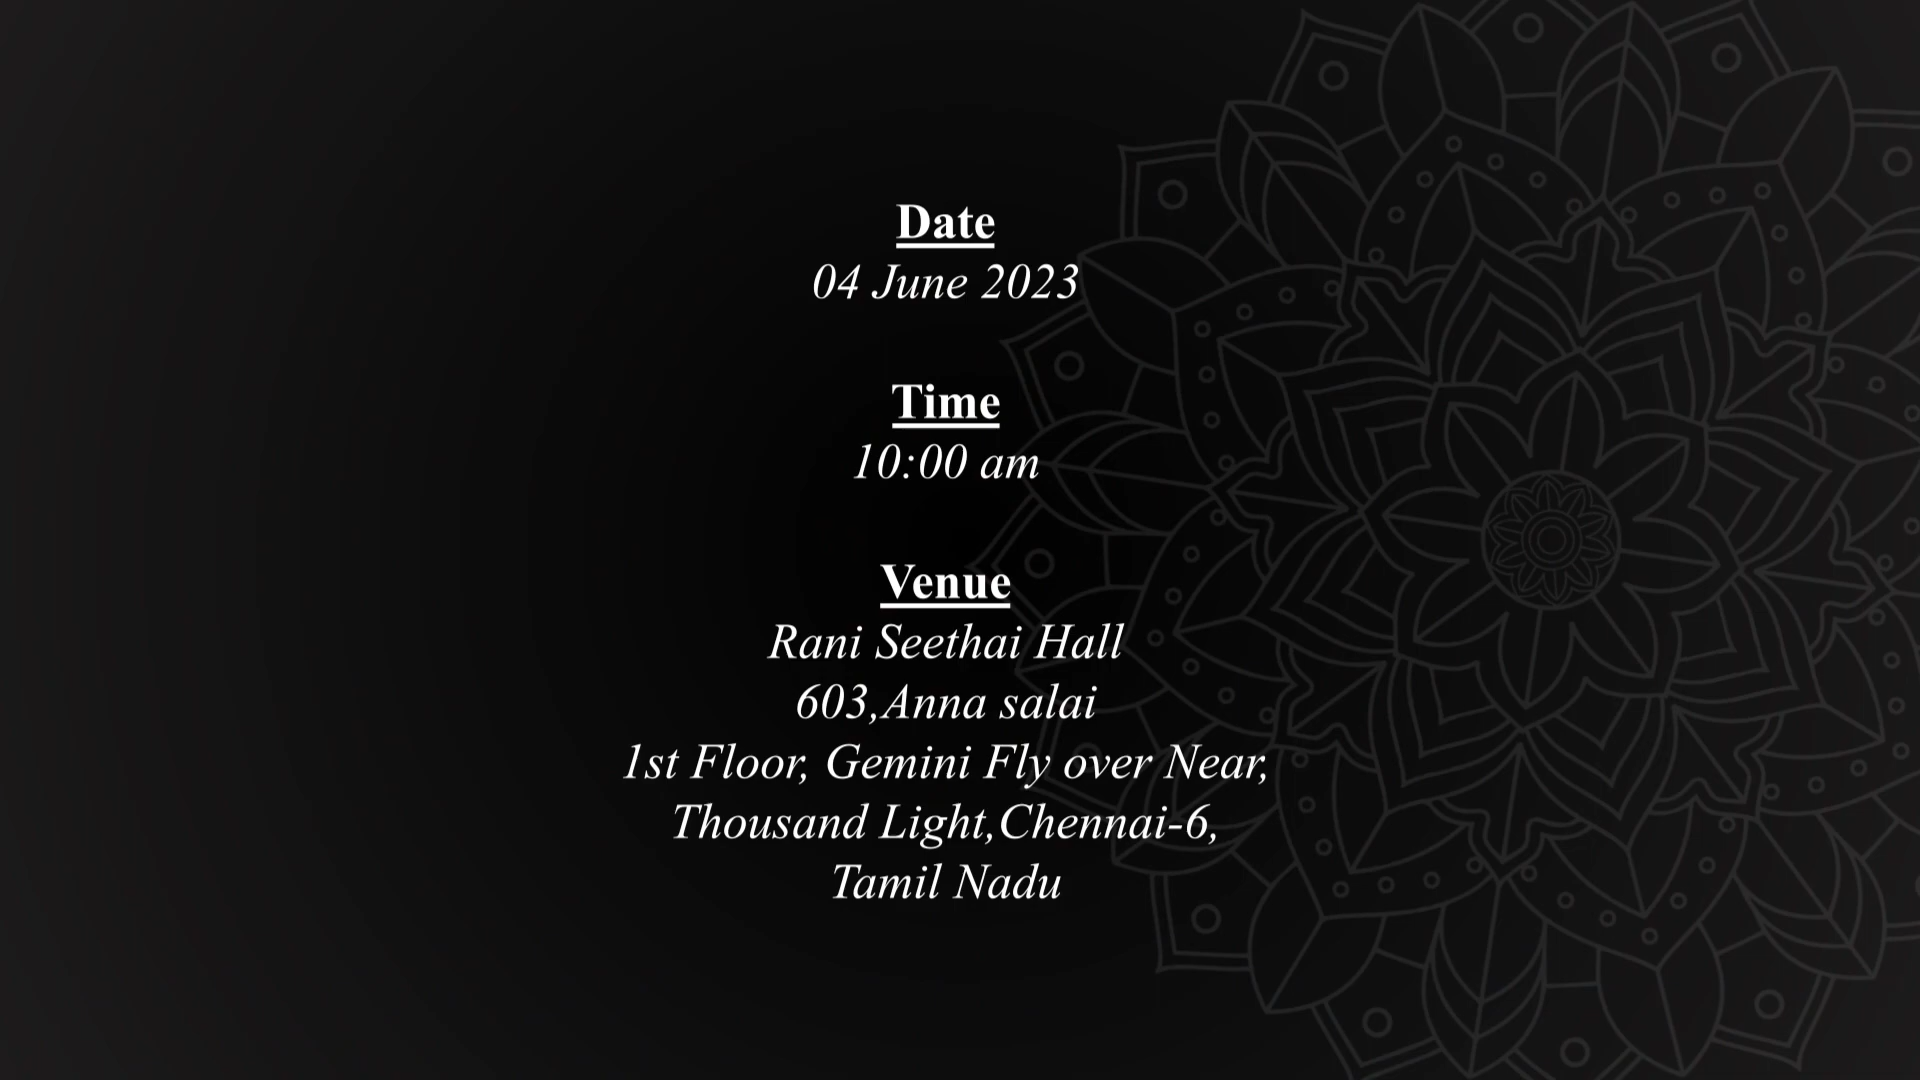 Date
04 June 2023
Time
10:00 am
Venue
Rani Seethai Hall
603,Anna salai
1st Floor, Gemini Fly over Near,
Thousand Light,Chennai-6,
Tamil Nadu